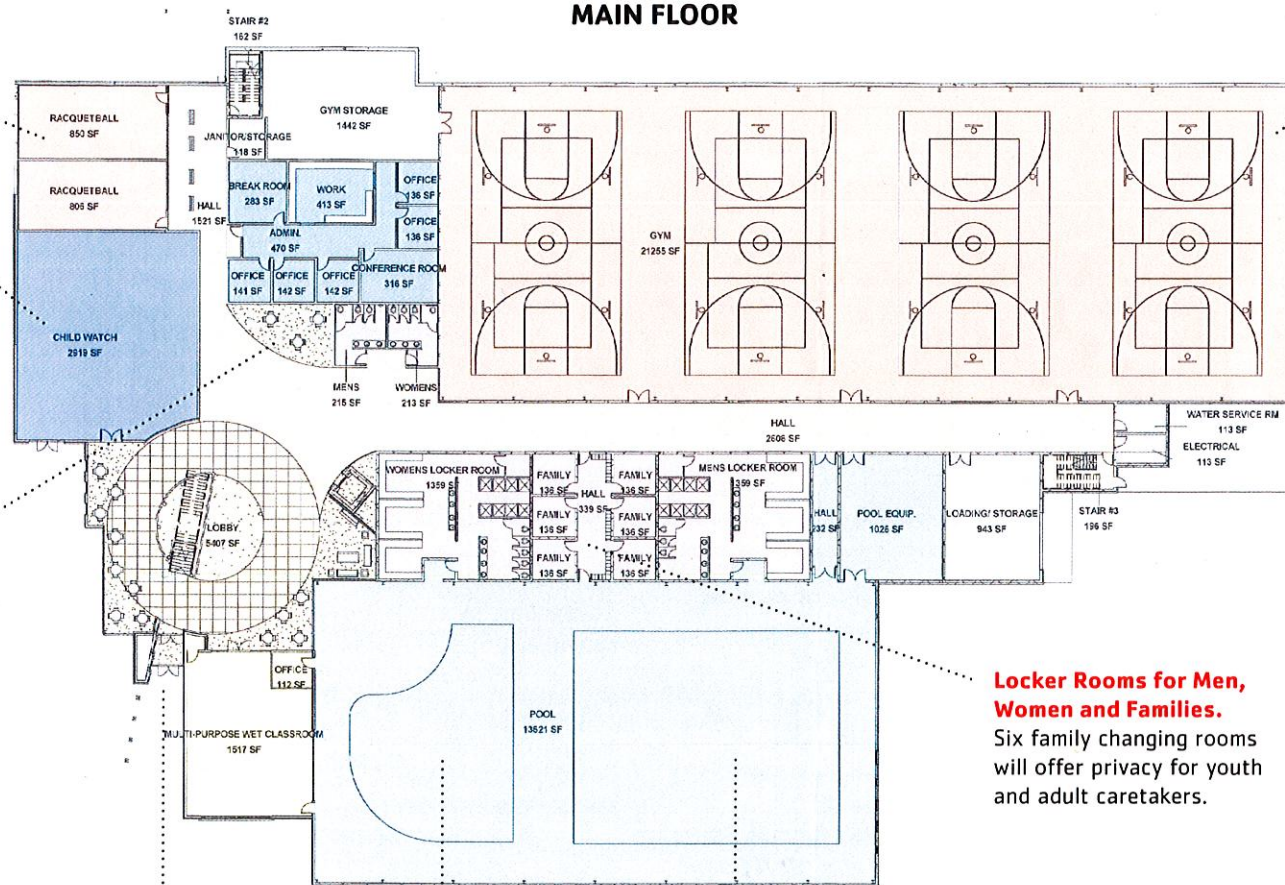 MAIN FLOOR
STAIR #2
162 SF
GYM STORAGE
1442 SF
RACQUETBALL
850 SF
JANITOR/STORAGE
118 SF
RACQUETBALL
806 SF
HALL
1521 SF
BREAK ROOM
283 SF
WORK
413 SF
OFFICE
136 SF
OFFICE
136 SF
ADMIN.
470 SF
OFFICE
141 SF
OFFICE
142 SF
OFFICE
142 SF
CONFERENCE ROOM
316 SF
GYM
21255 SF
CHILD WATCH
2919 SF
MENS
215 SF
WOMENS
213 SF
HALL
2606 SF
WATER SERVICE RM
113 SF
ELECTRICAL
113 SF
WOMENS LOCKER ROOM
1359 SF
FAMILY
136 SF
FAMILY
136 SF
FAMILY
136 SF
HALL
339 SF
FAMILY
136 SF
FAMILY
136 SF
FAMILY
136 SF
MENS LOCKER ROOM
1359 SF
HALL
232 SF
POOL EQUIP.
1026 SF
LOADING/ STORAGE
943 SF
STAIR #3
196 SF
LOBBY
5407 SF
OFFICE
112 SF
MULTI-PURPOSE WET CLASSROOM
1517 SF
POOL
13621 SF
Locker Rooms for Men,
Women and Families.
Six family changing rooms
will offer privacy for youth
and adult caretakers.